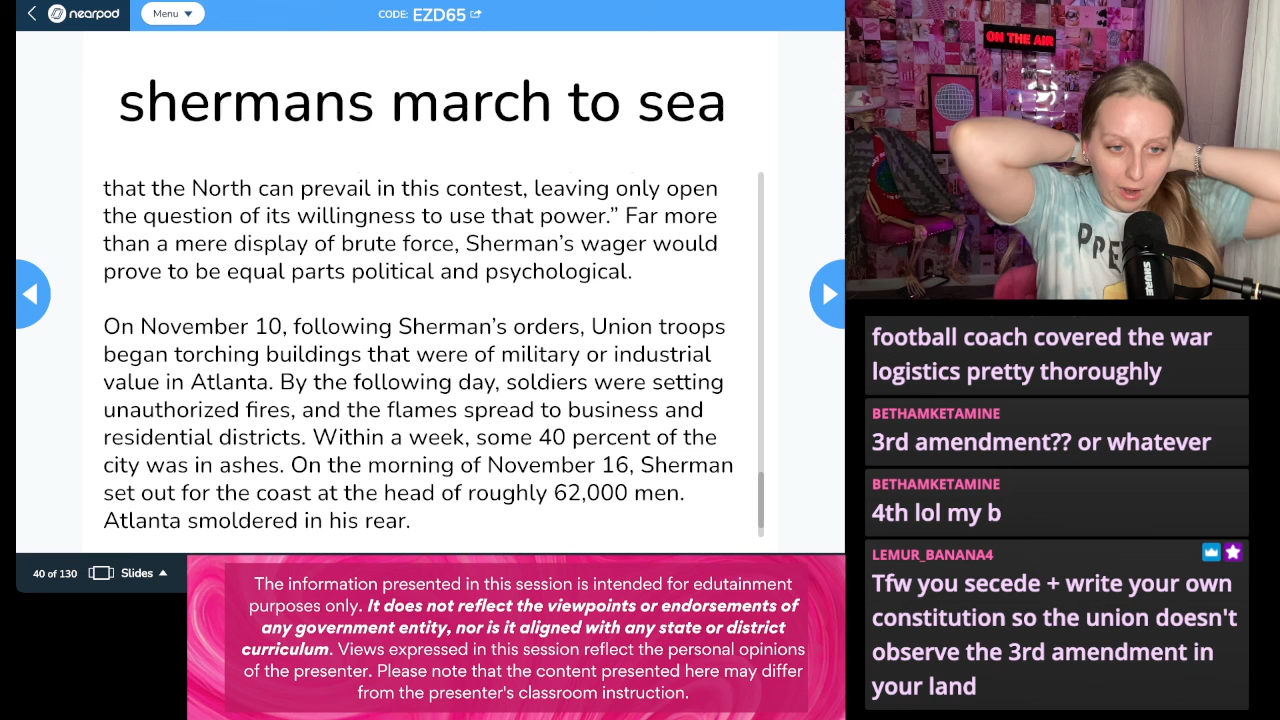 nearpod
Menu
CODE: EZD65
shermans march to sea
that the North can prevail in this contest, leaving only open
the question of its willingness to use that power.” Far more
than a mere display of brute force, Sherman’s wager would
prove to be equal parts political and psychological.
On November 10, following Sherman’s orders, Union troops
began torching buildings that were of military or industrial
value in Atlanta. By the following day, soldiers were setting
unauthorized fires, and the flames spread to business and
residential districts. Within a week, some 40 percent of the
city was in ashes. On the morning of November 16, Sherman
set out for the coast at the head of roughly 62,000 men.
Atlanta smoldered in his rear.
40 of 130 Slides
The information presented in this session is intended for edutainment
purposes only. It does not reflect the viewpoints or endorsements of
any government entity, nor is it aligned with any state or district
curriculum. Views expressed in this session reflect the personal opinions
of the presenter. Please note that the content presented here may differ
from the presenter's classroom instruction.
ON THE AIR
SHURE
football coach covered the war
logistics pretty thoroughly
BETHAMKETAMINE
3rd amendment?? or whatever
BETHAMKETAMINE
4th lol my b
LEMUR_BANANA4
Tfw you secede + write your own
constitution so the union doesn't
observe the 3rd amendment in
your land